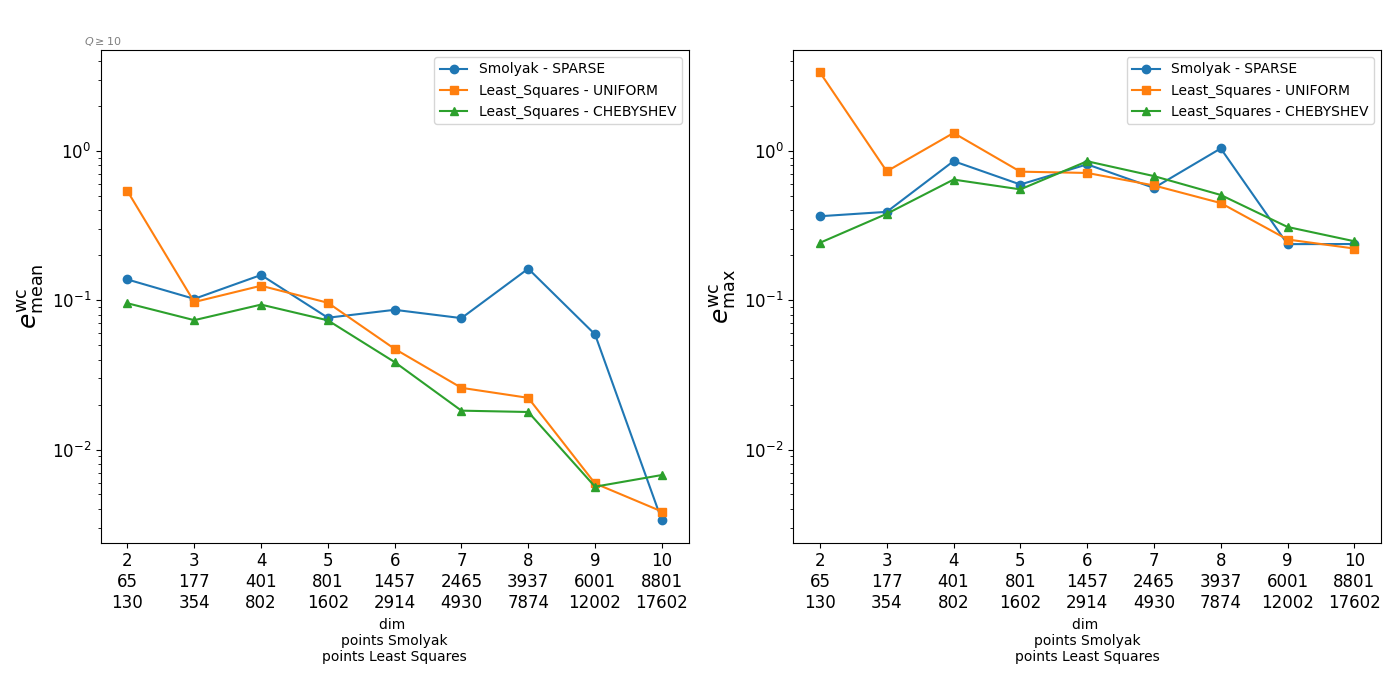 Q ≥ 10
Smolyak - SPARSE
Least_Squares - UNIFORM
Least_Squares - CHEBYSHEV
10⁰
10⁻¹
10⁻²
e^wc_mean
2 3 4 5 6 7 8 9 10
65 177 401 801 1457 2465 3937 6001 8801
130 354 802 1602 2914 4930 7874 12002 17602
dim
points Smolyak
points Least Squares
Smolyak - SPARSE
Least_Squares - UNIFORM
Least_Squares - CHEBYSHEV
10⁰
10⁻¹
10⁻²
e^wc_max
2 3 4 5 6 7 8 9 10
65 177 401 801 1457 2465 3937 6001 8801
130 354 802 1602 2914 4930 7874 12002 17602
dim
points Smolyak
points Least Squares